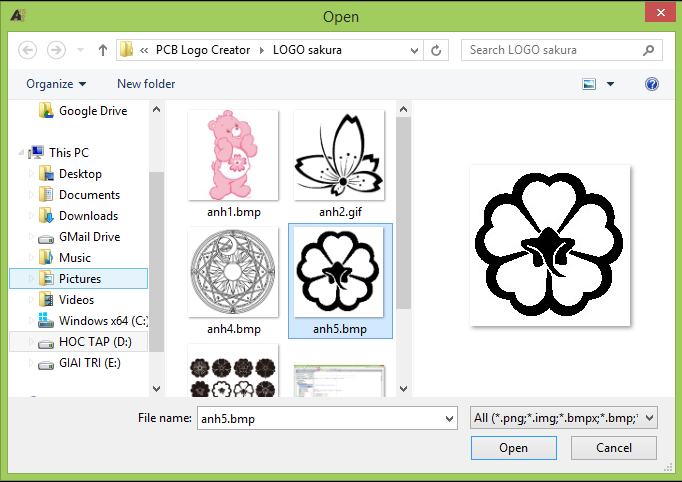 Open
PCB Logo Creator
LOGO sakura
Search LOGO sakura
Organize
New folder
Google Drive
This PC
Desktop
Documents
Downloads
GMail Drive
Music
Pictures
Videos
Windows x64 (C:)
HOC TAP (D:)
GIAI TRI (E:)
anh1.bmp
anh2.gif
anh4.bmp
anh5.bmp
File name:
anh5.bmp
All (*.png;*.img;*.bmpx;*.bmp;*
Open
Cancel